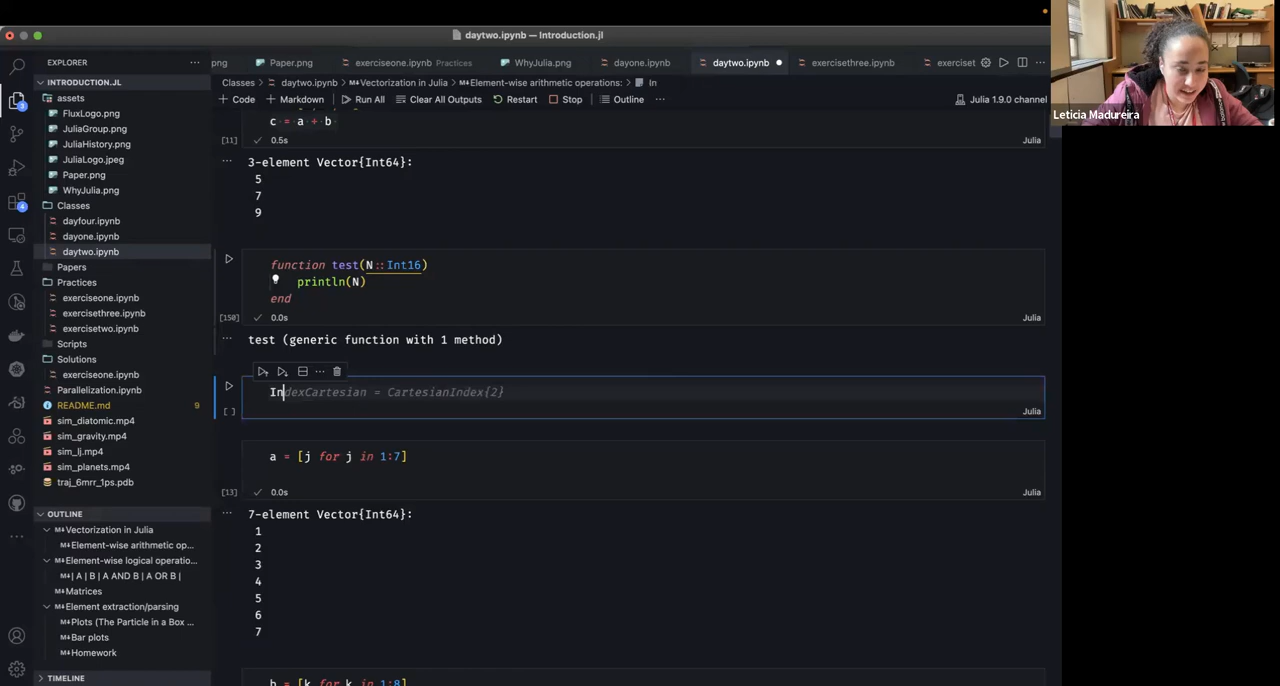 daytwo.ipynb — Introduction.jl
EXPLORER
INTRODUCTION.JL
assets
FluxLogo.png
JuliaGroup.png
JuliaHistory.png
JuliaLogo.jpeg
Paper.png
WhyJulia.png
Classes
dayfour.ipynb
dayone.ipynb
daytwo.ipynb
Papers
Practices
exerciseone.ipynb
exercisethree.ipynb
exercisetwo.ipynb
Scripts
Solutions
Parallelization.ipynb
README.md 9
sim_diatomic.mp4
sim_gravity.mp4
sim_lj.mp4
sim_planets.mp4
traj_6mrr_1ps.pdb
OUTLINE
Vectorization in Julia
Element-wise arithmetic op...
Element-wise logical operatio...
| A | B | A AND B | A OR B |
Matrices
Element extraction/parsing
Plots (The Particle in a Box ...
Bar plots
Homework
TIMELINE
3
4
png Paper.png exerciseone.ipynb Practices WhyJulia.png dayone.ipynb daytwo.ipynb exercisethree.ipynb exerciset
Classes > daytwo.ipynb > Vectorization in Julia > Element-wise arithmetic operations: > In
+ Code + Markdown Run All Clear All Outputs Restart Stop Outline ... Julia 1.9.0 channel
c = a + b
[11] 0.5s Julia
3-element Vector{Int64}:
5
7
9
function test(N::Int16)
println(N)
end
[150] 0.0s Julia
test (generic function with 1 method)
IndexCartesian = CartesianIndex{2}
[ ] Julia
a = [j for j in 1:7]
[13] 0.0s Julia
7-element Vector{Int64}:
1
2
3
4
5
6
7
b = [k for k in 1:8]
Leticia Madureira